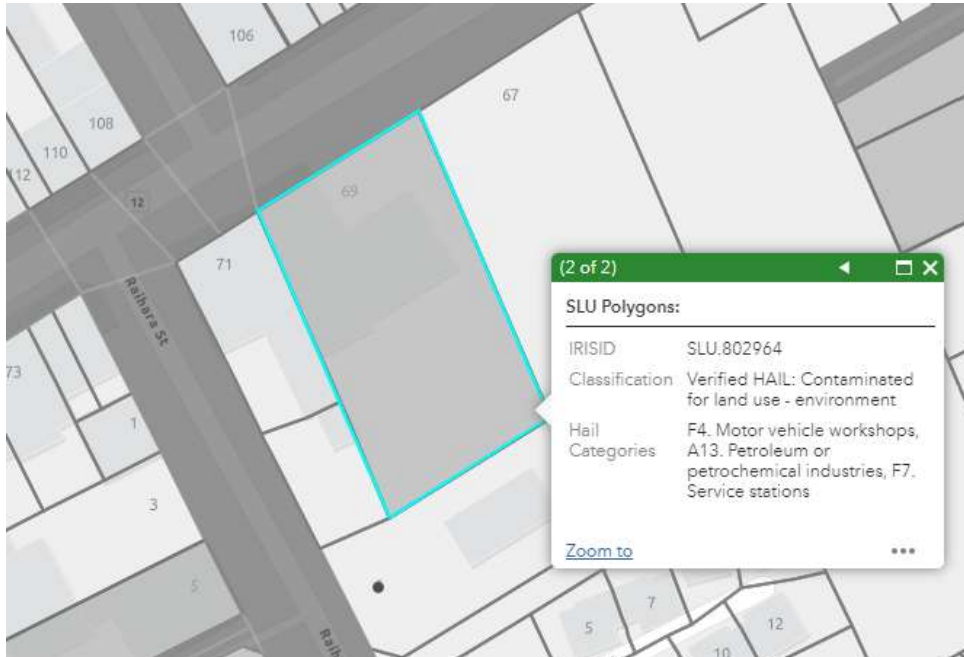 106
67
108
110
112
12
69
71
Raihara St
73
1
3
5
Raih
5
7
12
10
(2 of 2)
SLU Polygons:
IRISID SLU.802964
Classification Verified HAIL: Contaminated
for land use - environment
Hail F4. Motor vehicle workshops,
Categories A13. Petroleum or
petrochemical industries, F7.
Service stations
Zoom to